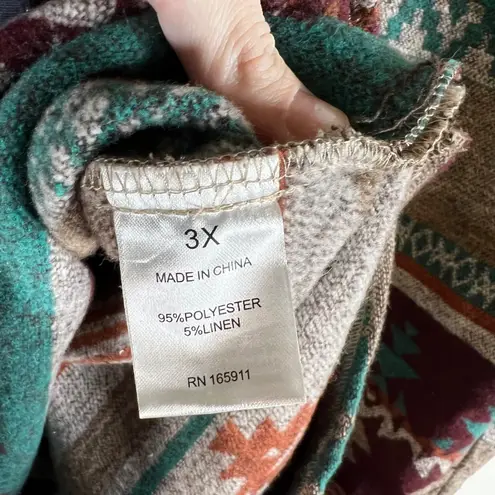 3X
MADE IN CHINA
95%POLYESTER
5%LINEN
RN 165911